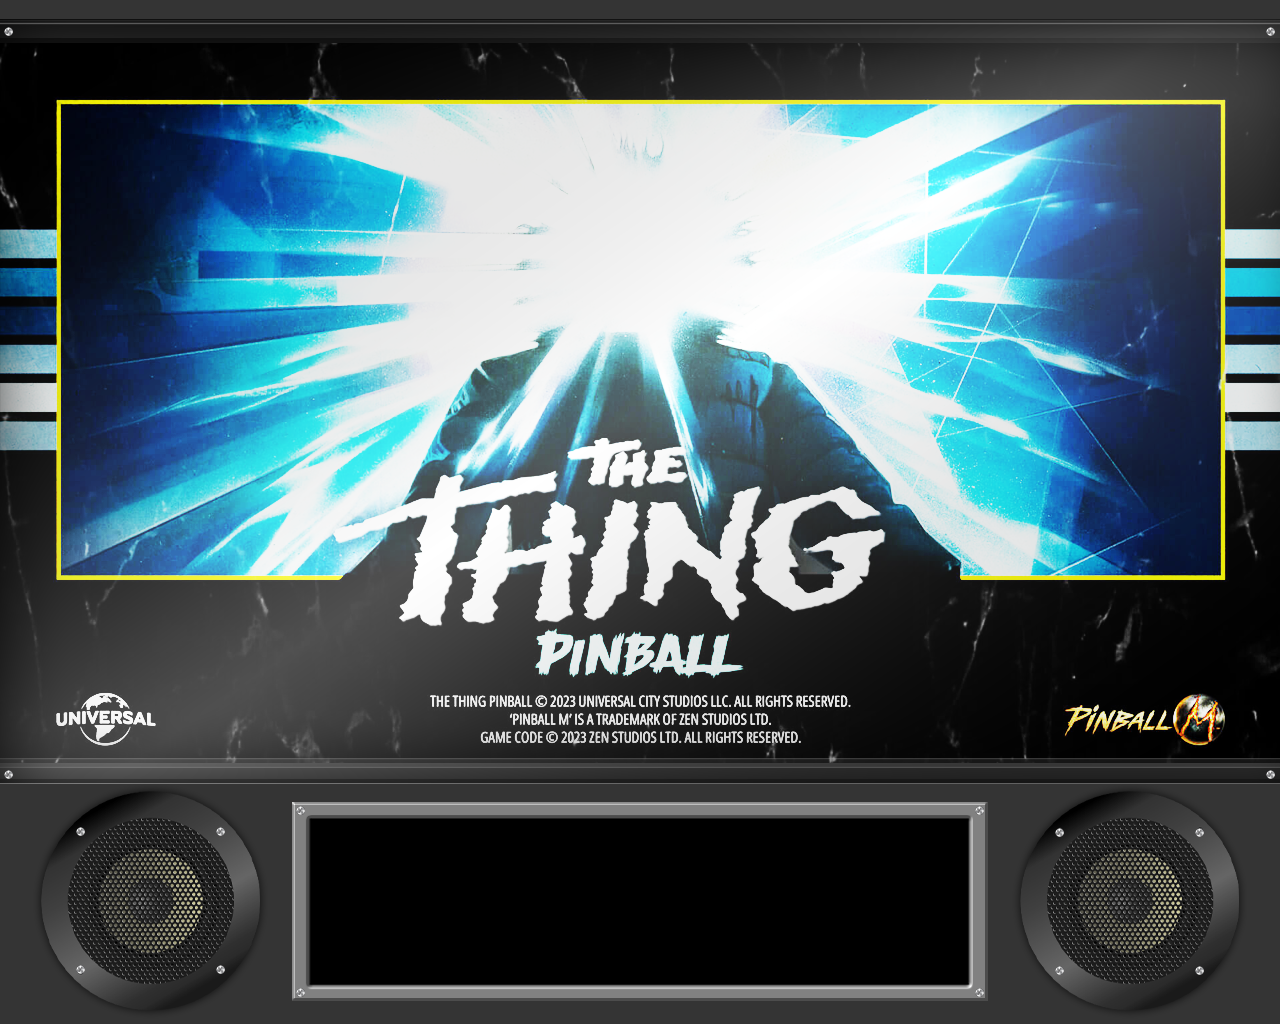 THE
THING
PINBALL
THE THING PINBALL © 2023 UNIVERSAL CITY STUDIOS LLC. ALL RIGHTS RESERVED.
‘PINBALL M’ IS A TRADEMARK OF ZEN STUDIOS LTD.
GAME CODE © 2023 ZEN STUDIOS LTD. ALL RIGHTS RESERVED.
UNIVERSAL
PINBALL M